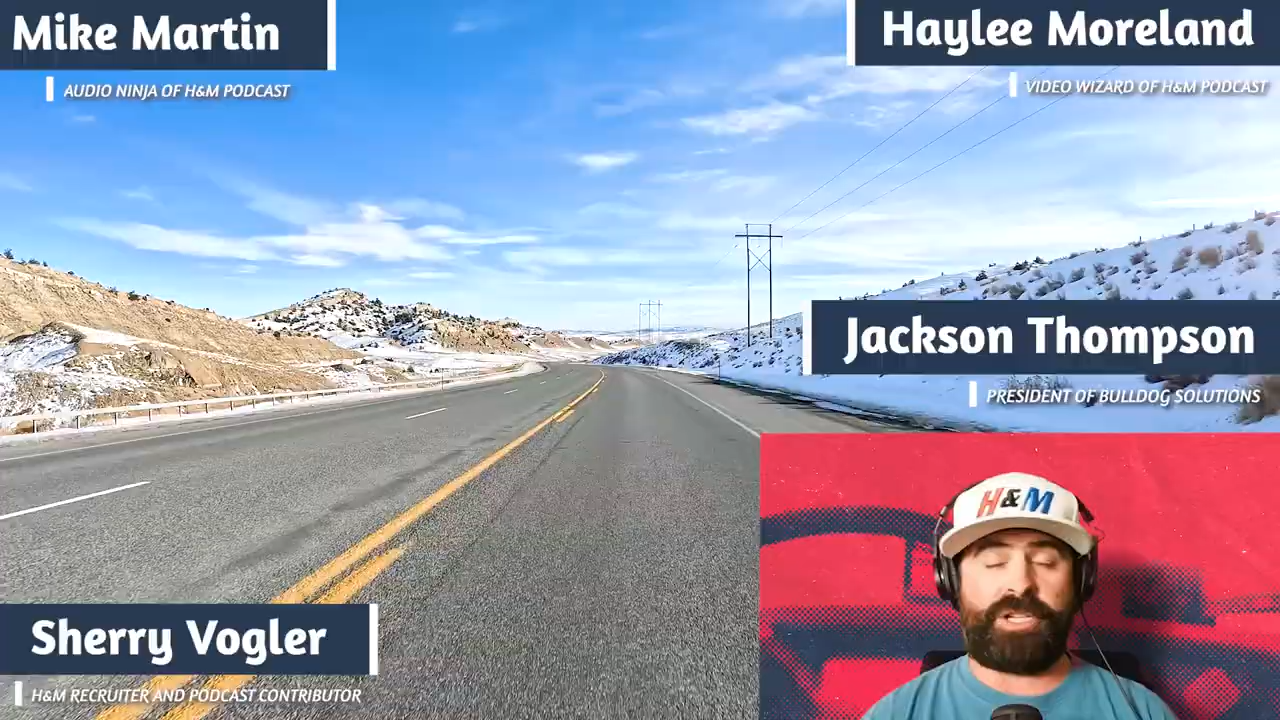 Mike Martin
AUDIO NINJA OF H&M PODCAST
Haylee Moreland
VIDEO WIZARD OF H&M PODCAST
Jackson Thompson
PRESIDENT OF BULLDOG SOLUTIONS
H&M
Sherry Vogler
H&M RECRUITER AND PODCAST CONTRIBUTOR